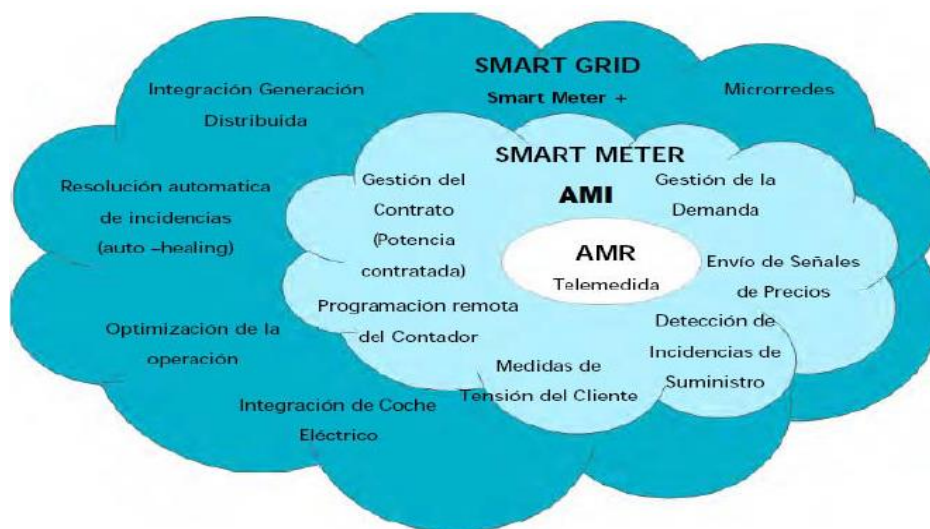 SMART GRID
Smart Meter +
Integración Generación
Distribuida
Microrredes
Resolución automatica
de incidencias
(auto –healing)
Optimización de la
operación
Integración de Coche
Eléctrico
SMART METER
AMI
Gestión del
Contrato
(Potencia
contratada)
Gestión de la
Demanda
AMR
Telemedida
Envío de Señales
de Precios
Programación remota
del Contador
Detección de
Incidencias de
Suministro
Medidas de
Tensión del Cliente